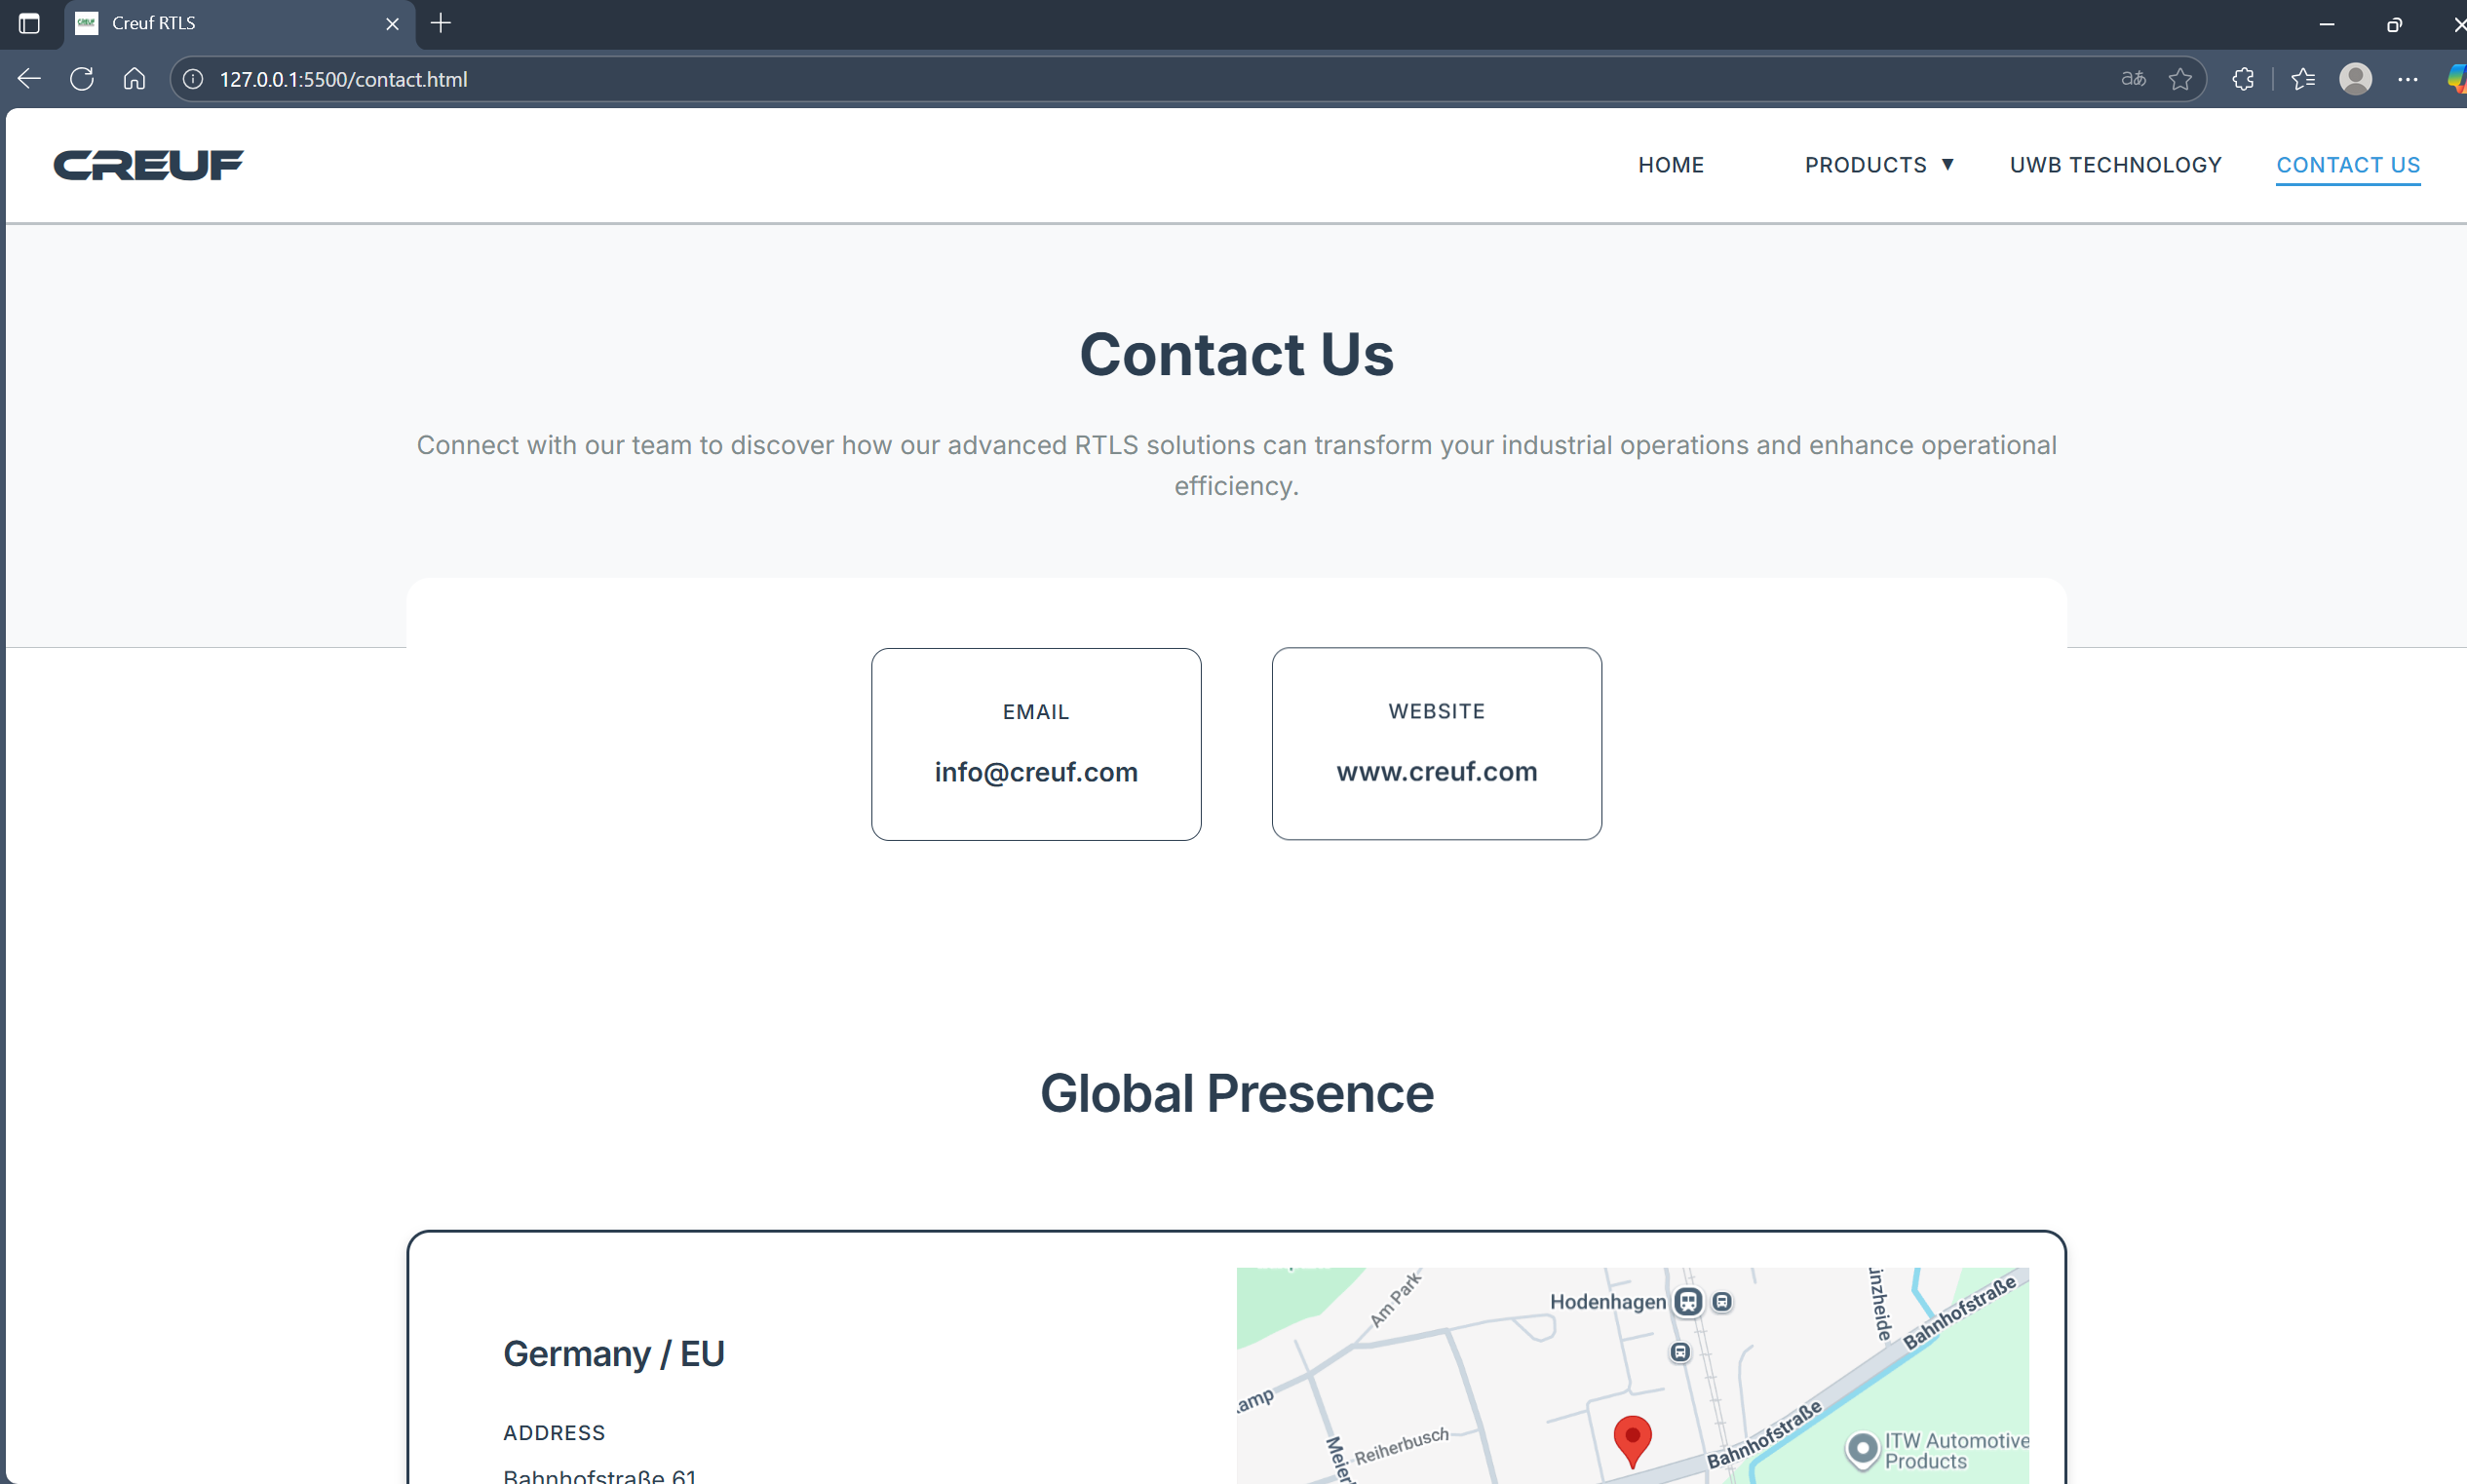 Creuf RTLS
127.0.0.1:5500/contact.html
aあ
CREUF
HOME
PRODUCTS ▼
UWB TECHNOLOGY
CONTACT US
Contact Us
Connect with our team to discover how our advanced RTLS solutions can transform your industrial operations and enhance operational
efficiency.
EMAIL
info@creuf.com
WEBSITE
www.creuf.com
Global Presence
Germany / EU
ADDRESS
Bahnhofstraße 61
Am Park
Hodenhagen
Bahnhofstraße
Reiherbusch
Bahnhofstraße
ITW Automotive
Products